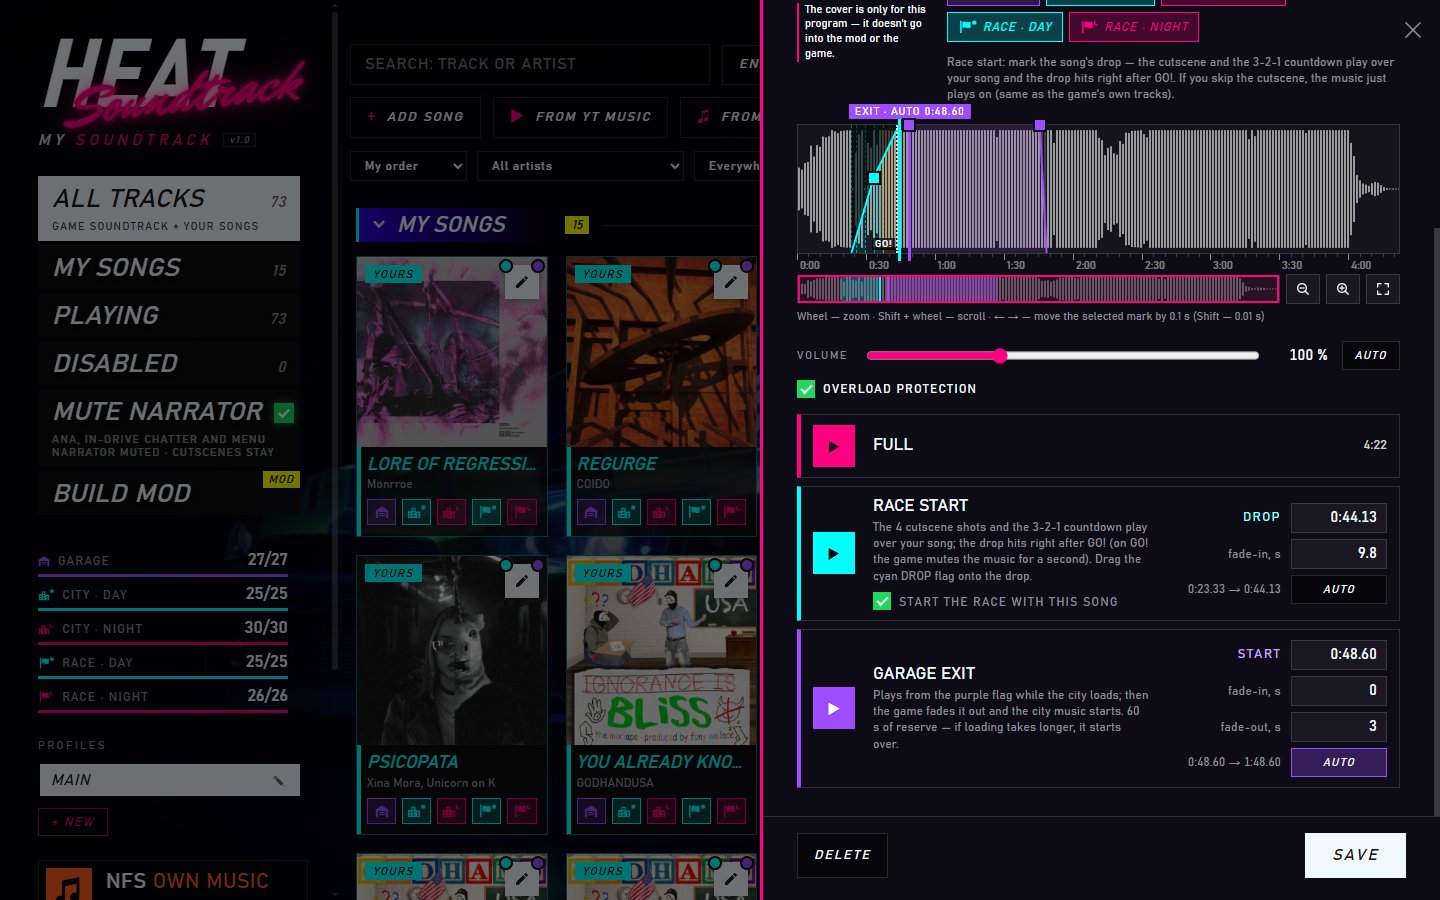 HEAT
Soundtrack
MY SOUNDTRACK v1.0
ALL TRACKS 73
GAME SOUNDTRACK + YOUR SONGS
MY SONGS 15
PLAYING 73
DISABLED 0
MUTE NARRATOR
ANA, IN-DRIVE CHATTER AND MENU
NARRATOR MUTED · CUTSCENES STAY
MOD
BUILD MOD
GARAGE 27/27
CITY · DAY 25/25
CITY · NIGHT 30/30
RACE · DAY 25/25
RACE · NIGHT 26/26
PROFILES
MAIN
+ NEW
NFS OWN MUSIC
SEARCH: TRACK OR ARTIST
EN
+ ADD SONG
FROM YT MUSIC
FROM
My order
All artists
Everywh
MY SONGS 15
YOURS
LORE OF REGRESSI...
Monrroe
YOURS
REGURGE
COIDO
YOURS
PSICOPATA
Xina Mora, Unicorn on K
YOURS
DHA
USA
IGNORANCE IS
BLiSS
the mixtape · produced by tony wallace
YOU ALREADY KNO...
GODHANDUSA
YOURS
DHAN
YOURS
DHA
USA
The cover is only for this
program — it doesn't go
into the mod or the
game.
RACE · DAY
RACE · NIGHT
Race start: mark the song's drop — the cutscene and the 3-2-1 countdown play over
your song and the drop hits right after GO!. If you skip the cutscene, the music just
plays on (same as the game's own tracks).
EXIT · AUTO 0:48.60
GO!
0:00 0:30 1:00 1:30 2:00 2:30 3:00 3:30 4:00
Wheel — zoom · Shift + wheel — scroll · ← → — move the selected mark by 0.1 s (Shift — 0.01 s)
VOLUME 100 % AUTO
OVERLOAD PROTECTION
FULL 4:22
RACE START
The 4 cutscene shots and the 3-2-1 countdown play
over your song; the drop hits right after GO! (on GO!
the game mutes the music for a second). Drag the
cyan DROP flag onto the drop.
START THE RACE WITH THIS SONG
DROP 0:44.13
fade-in, s 9.8
0:23.33 → 0:44.13 AUTO
GARAGE EXIT
Plays from the purple flag while the city loads; then
the game fades it out and the city music starts. 60
s of reserve — if loading takes longer, it starts
over.
START 0:48.60
fade-in, s 0
fade-out, s 3
0:48.60 → 1:48.60 AUTO
DELETE
SAVE